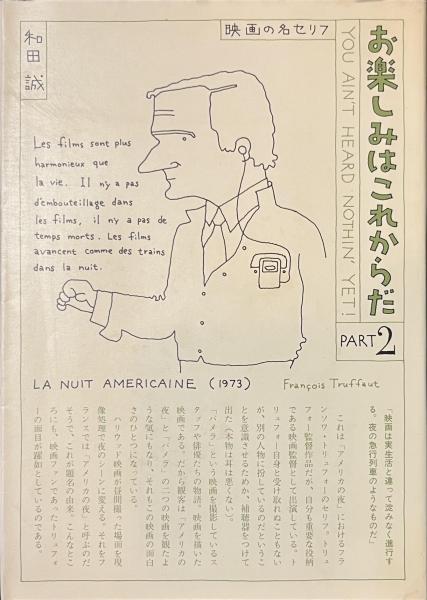 和田 誠
映画の名セリフ
お楽しみはこれからだ
YOU AIN'T HEARD NOTHIN' YET!
PART2
Les films sont plus
harmonieux que
la vie. Il n'y a pas
d'embouteillage dans
les films, il n'y a pas de
temps morts. Les films
avancent comme des trains
dans la nuit.
LA NUIT AMERICAINE (1973)
François Truffaut
「映画は実生活と違って淀みなく進行す
る。夜の急行列車のようなものだ」
これは「アメリカの夜」におけるフラ
ンソワ・トリュフォーのセリフ。トリュ
フォー監督作品だが、自分も重要な役柄
である映画監督として出演している。ト
リュフォー自身と受け取れぬこともない
が、別の人物に扮しているのだというこ
とを意識させるためか、補聴器をつけて
出た(本物は耳は悪くない)。
「パメラ」という映画を撮影しているス
タッフや俳優たちの物語。映画を描いた
映画である。だから観客は「アメリカの
夜」と「パメラ」の二つの映画を観たよ
うな気にもなり、それもこの映画の面白
さのひとつになっている。
ハリウッド映画が昼間撮った場面を現
像処理で夜のシーンに変える。それをフ
ランスでは「アメリカの夜」と呼ぶのだ
そうで、これが題名の由来。こんなとこ
ろにも、映画ファンであったトリュフォ
ーの面目が躍如としているのである。